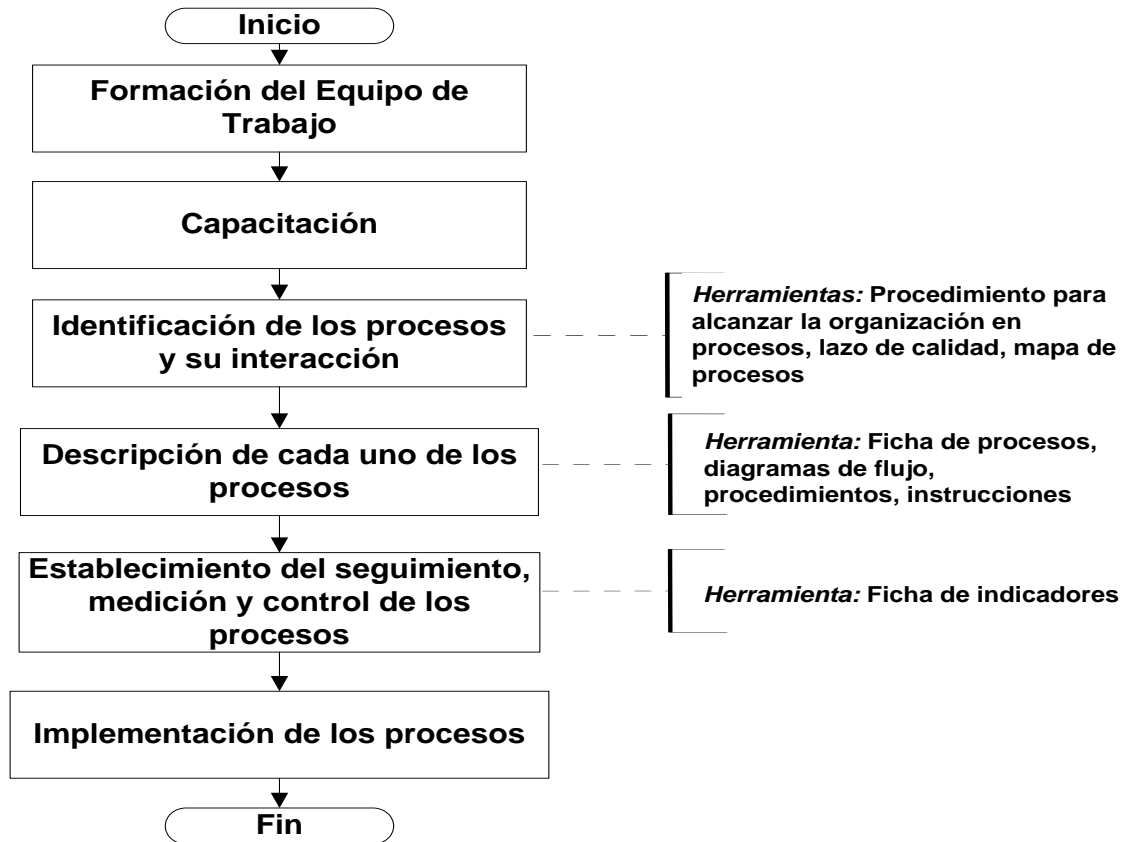 Inicio
Formación del Equipo de
Trabajo
Capacitación
Identificación de los procesos
y su interacción
Herramientas: Procedimiento para
alcanzar la organización en
procesos, lazo de calidad, mapa de
procesos
Descripción de cada uno de los
procesos
Herramienta: Ficha de procesos,
diagramas de flujo,
procedimientos, instrucciones
Establecimiento del seguimiento,
medición y control de los
procesos
Herramienta: Ficha de indicadores
Implementación de los procesos
Fin